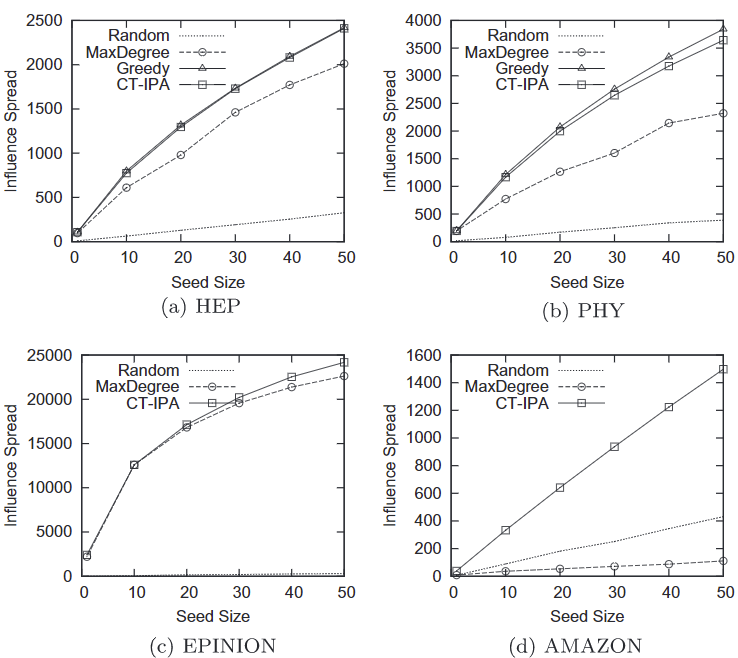 2500
2000
1500
1000
500
0
Influence Spread
Random
MaxDegree
Greedy
CT-IPA
0 10 20 30 40 50
Seed Size
(a) HEP
4000
3500
3000
2500
2000
1500
1000
500
0
Influence Spread
Random
MaxDegree
Greedy
CT-IPA
0 10 20 30 40 50
Seed Size
(b) PHY
25000
20000
15000
10000
5000
0
Influence Spread
Random
MaxDegree
CT-IPA
0 10 20 30 40 50
Seed Size
(c) EPINION
1600
1400
1200
1000
800
600
400
200
0
Influence Spread
Random
MaxDegree
CT-IPA
0 10 20 30 40 50
Seed Size
(d) AMAZON